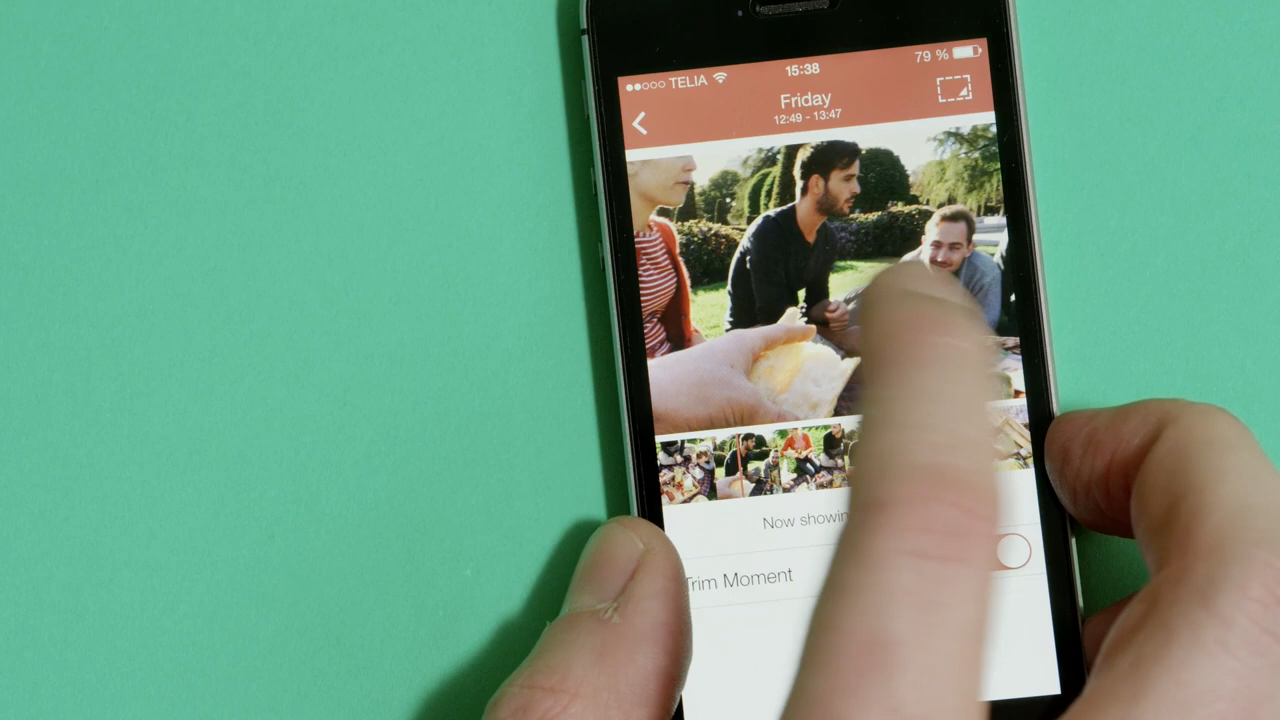 TELIA
15:38
79 %
Friday
12:49 - 13:47
Now showin
Trim Moment